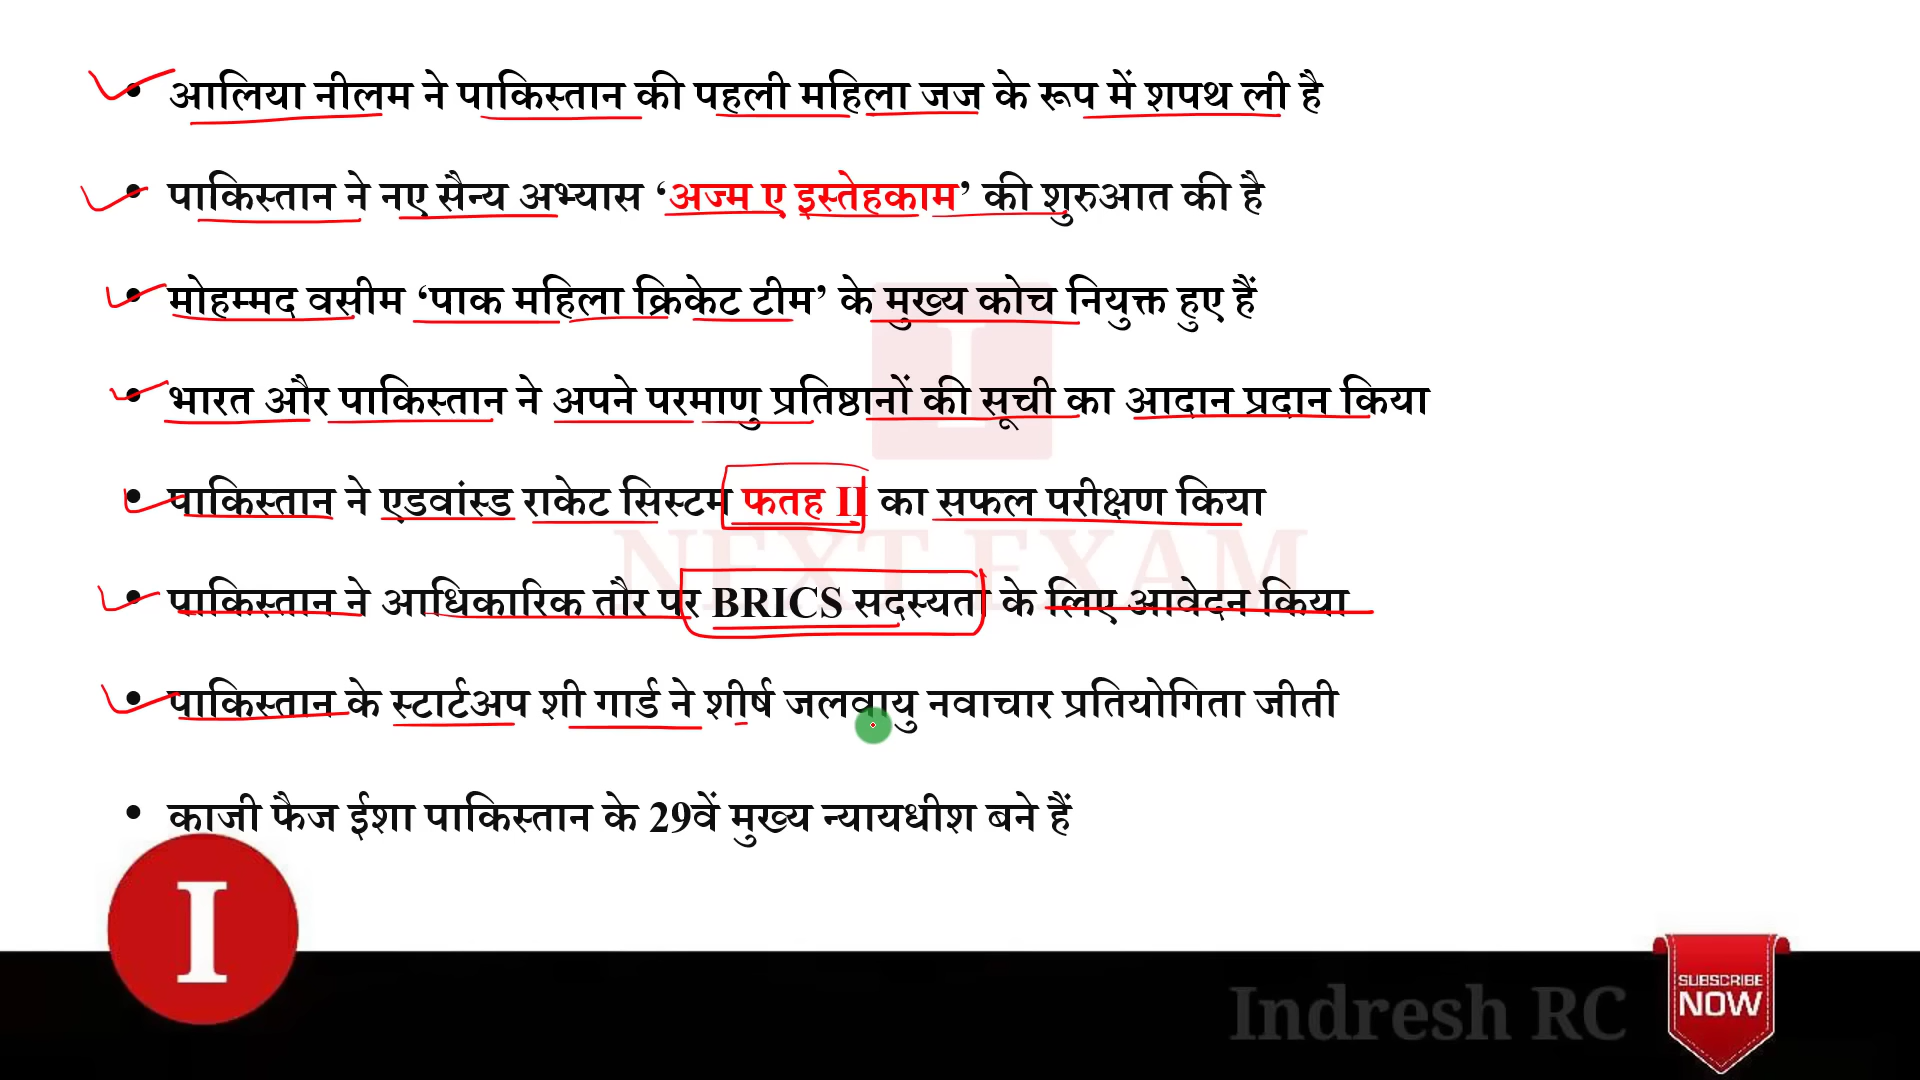 • आलिया नीलम ने पाकिस्तान की पहली महिला जज के रूप में शपथ ली है
• पाकिस्तान ने नए सैन्य अभ्यास ‘अज्म ए इस्तेहकाम’ की शुरुआत की है
• मोहम्मद वसीम ‘पाक महिला क्रिकेट टीम’ के मुख्य कोच नियुक्त हुए हैं
• भारत और पाकिस्तान ने अपने परमाणु प्रतिष्ठानों की सूची का आदान प्रदान किया
• पाकिस्तान ने एडवांस्ड राकेट सिस्टम फतह II का सफल परीक्षण किया
NEXT EXAM
• पाकिस्तान ने आधिकारिक तौर पर BRICS सदस्यता के लिए आवेदन किया
• पाकिस्तान के स्टार्टअप शी गार्ड ने शीर्ष जलवायु नवाचार प्रतियोगिता जीती
• काजी फैज ईशा पाकिस्तान के 29वें मुख्य न्यायधीश बने हैं
I
Indresh RC
SUBSCRIBE
NOW